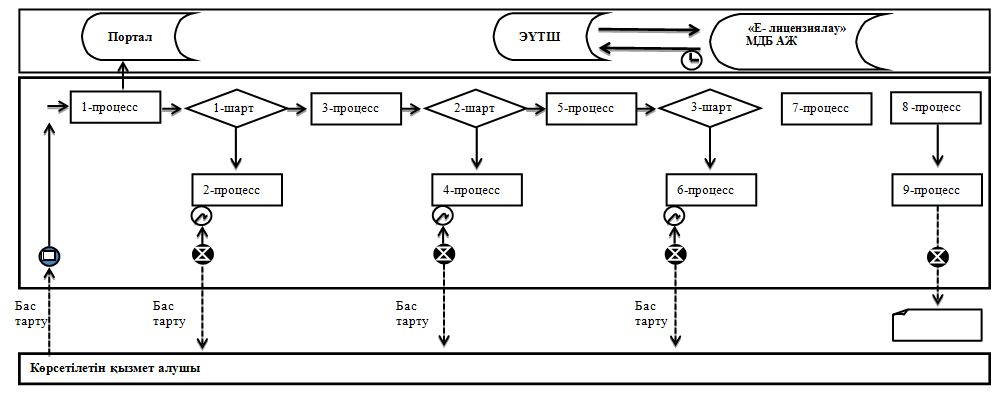 Портал
ЭҮТШ
«Е- лицензиялау»
МДБ АЖ
1-процесс
1-шарт
3-процесс
2-шарт
5-процесс
3-шарт
7-процесс
8 -процесс
2-процесс
4-процесс
6-процесс
9-процесс
Бас
тарту
Бас
тарту
Бас
тарту
Бас
тарту
Көрсетілетін қызмет алушы